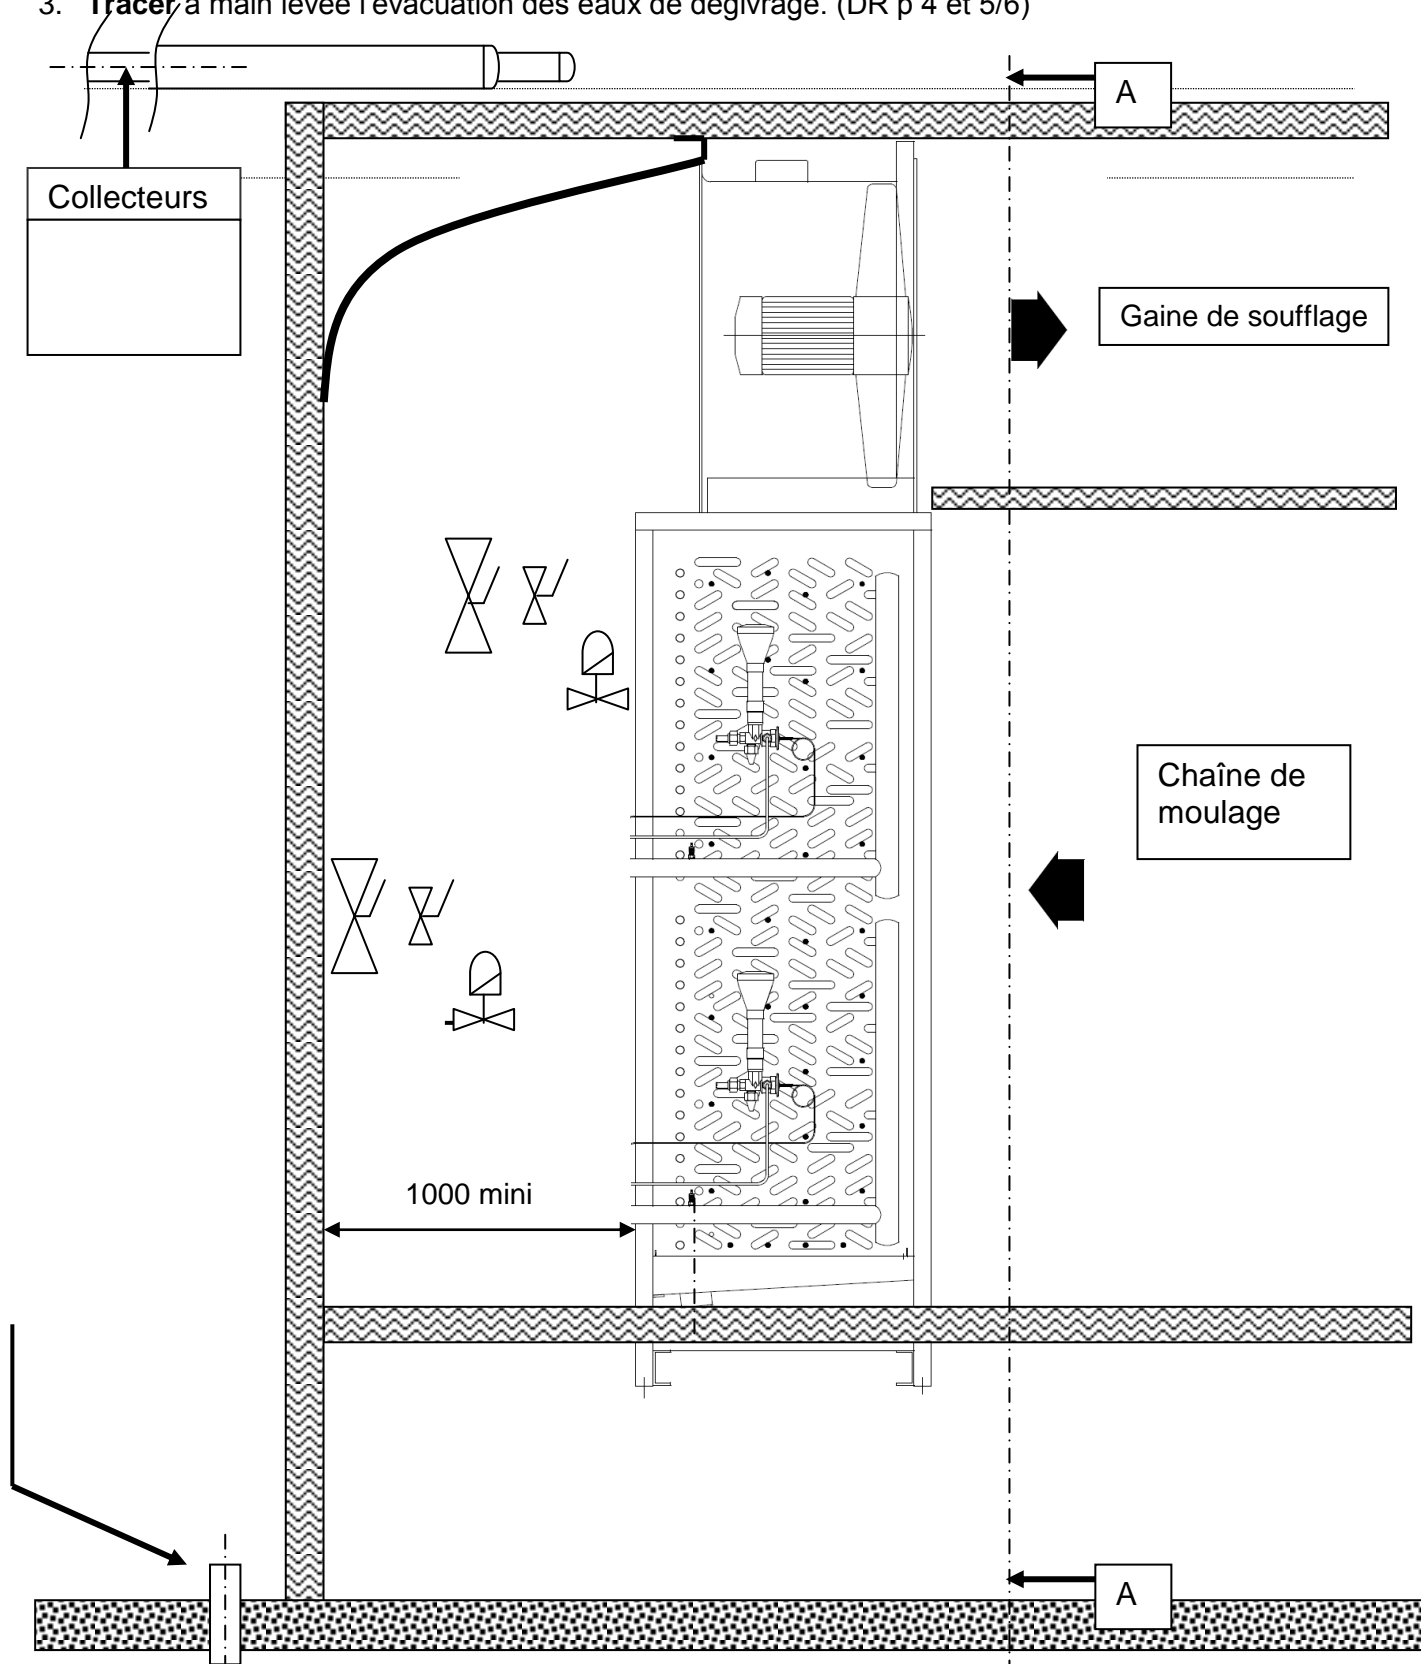 3. Tracer à main levée l'évacuation des eaux de dégivrage. (DR p 4 et 5/6)
A
Collecteurs
Gaine de soufflage
Chaîne de
moulage
1000 mini
A